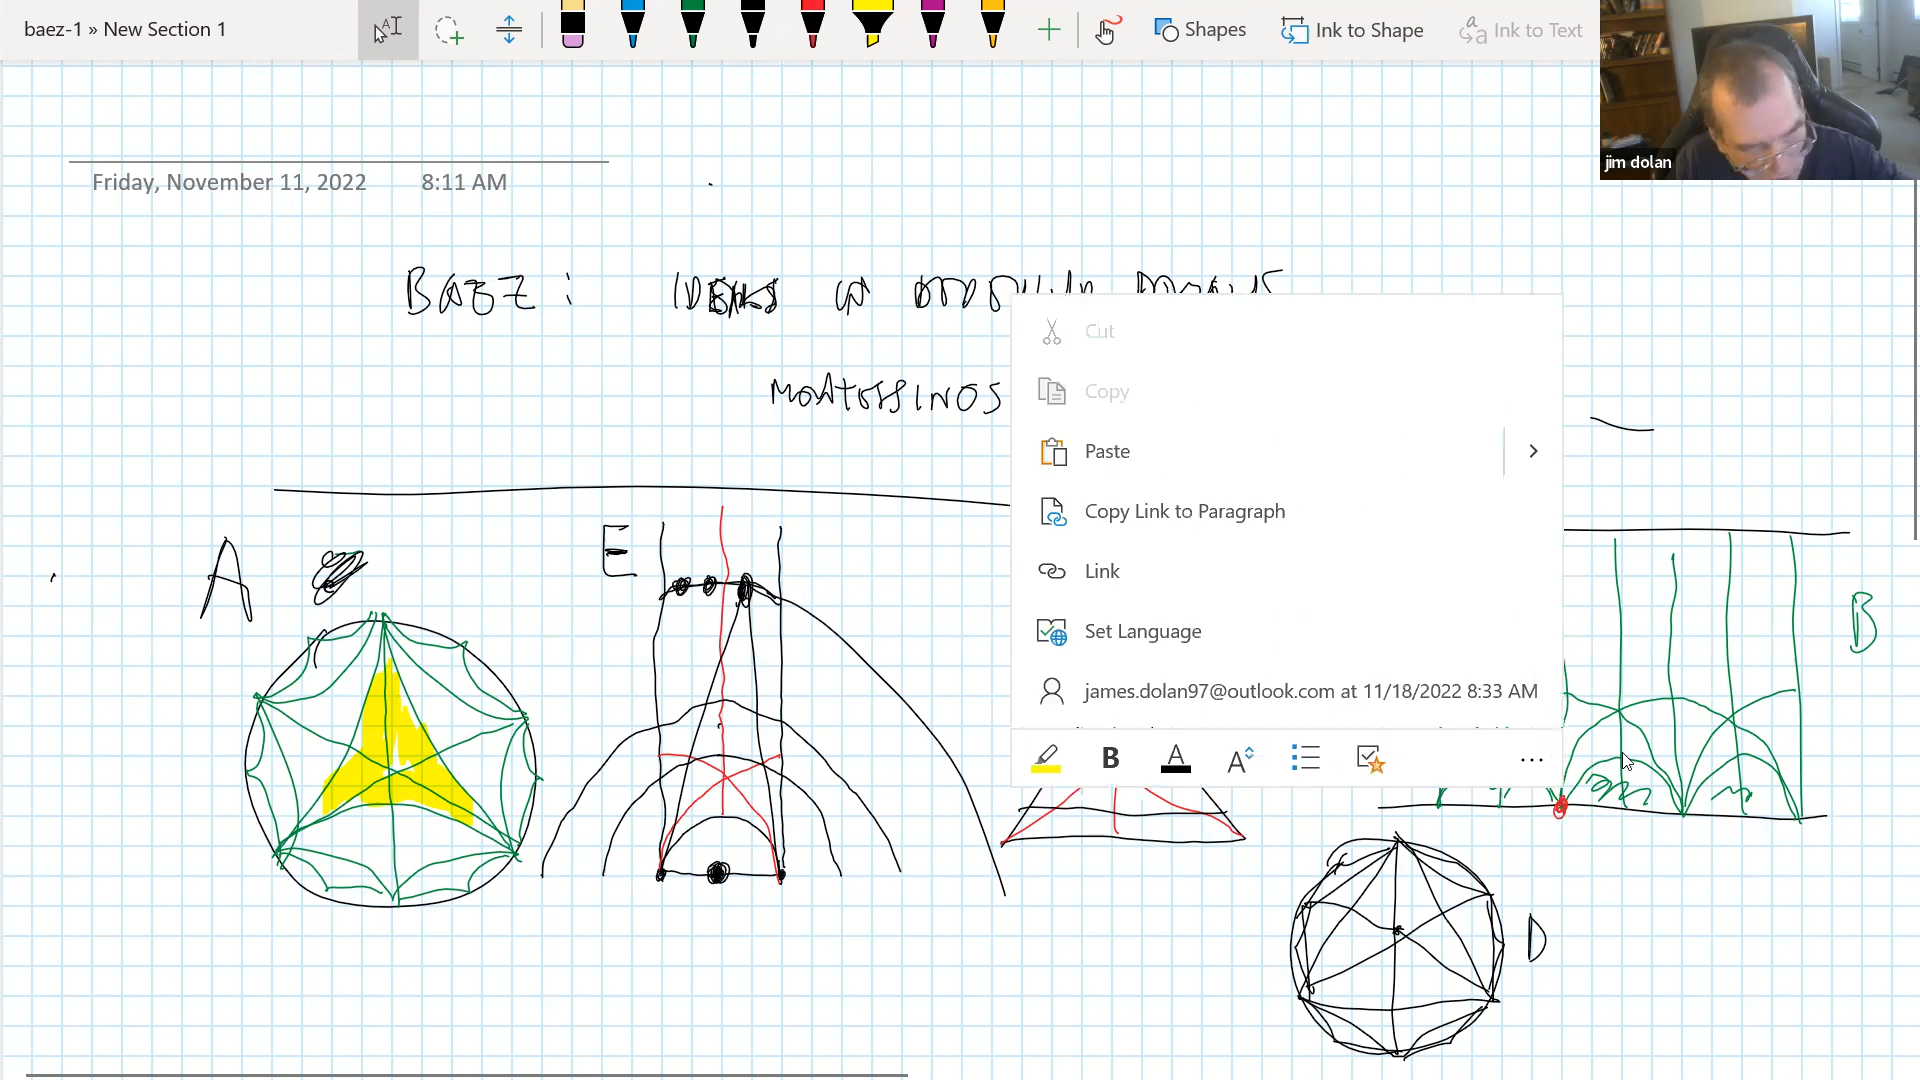 baez-1 » New Section 1
Shapes
Ink to Shape
Ink to Text
jim dolan
Friday, November 11, 2022 8:11 AM
BAEZ : IDEAS
Cut
Copy
MONTESSINOS
Paste
Copy Link to Paragraph
Link
Set Language
james.dolan97@outlook.com at 11/18/2022 8:33 AM
B
A
A E
B
D